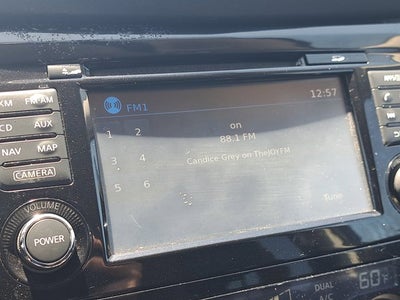 FM1
12:57
1 2
on
88.1 FM
3 4
Candice Grey on TheJOYFM
5 6
Tune
XM FM·AM
CD AUX
NAV MAP
CAMERA
VOLUME
POWER
DUAL
60°